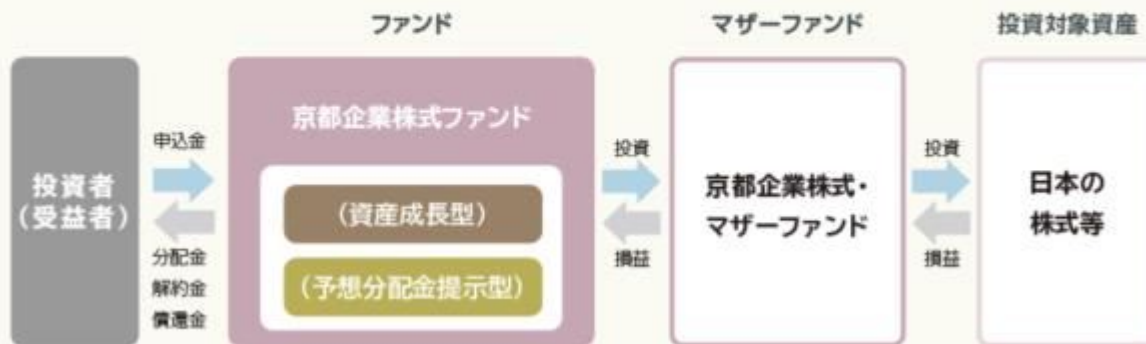 ファンド
マザーファンド
投資対象資産
投資者
(受益者)
申込金
分配金
解約金
償還金
京都企業株式ファンド
(資産成長型)
(予想分配金提示型)
投資
損益
京都企業株式・
マザーファンド
投資
損益
日本の
株式等